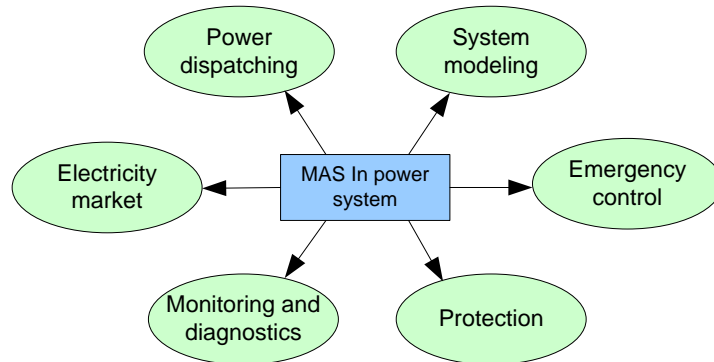 Power
dispatching
System
modeling
Electricity
market
MAS In power
system
Emergency
control
Monitoring and
diagnostics
Protection